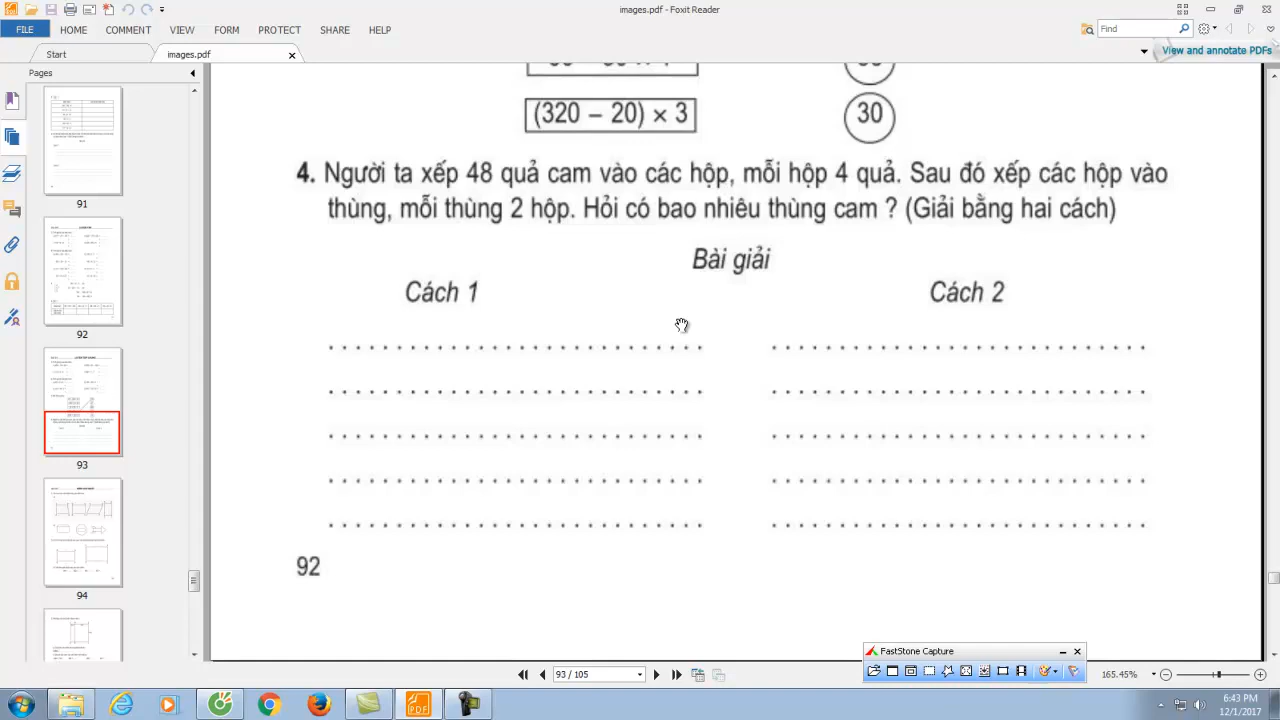 images.pdf - Foxit Reader
FILE HOME COMMENT VIEW FORM PROTECT SHARE HELP
Find
Start images.pdf
View and annotate PDFs
Pages
(320 – 20) × 3 30
4. Người ta xếp 48 quả cam vào các hộp, mỗi hộp 4 quả. Sau đó xếp các hộp vào
thùng, mỗi thùng 2 hộp. Hỏi có bao nhiêu thùng cam ? (Giải bằng hai cách)
Bài giải
Cách 1 Cách 2
92
91
92
93
94
FastStone Capture
93 / 105
165.45%
PDF
6:43 PM
12/1/2017